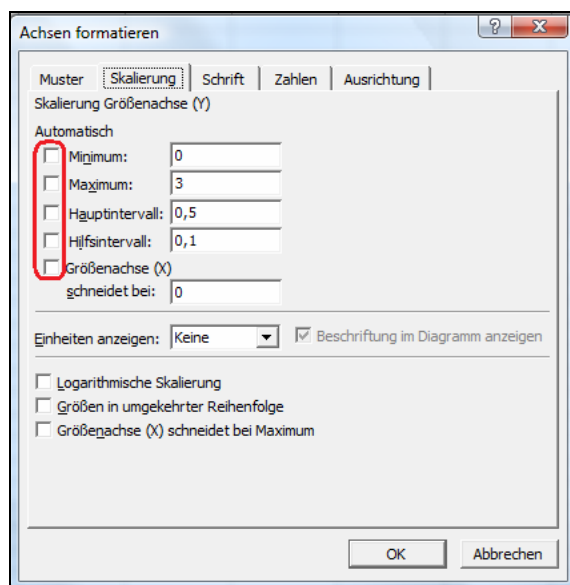 Achsen formatieren
Muster Skalierung Schrift Zahlen Ausrichtung
Skalierung Größenachse (Y)
Automatisch
Minimum: 0
Maximum: 3
Hauptintervall: 0,5
Hilfsintervall: 0,1
Größenachse (X)
schneidet bei: 0
Einheiten anzeigen: Keine Beschriftung im Diagramm anzeigen
Logarithmische Skalierung
Größen in umgekehrter Reihenfolge
Größenachse (X) schneidet bei Maximum
OK Abbrechen